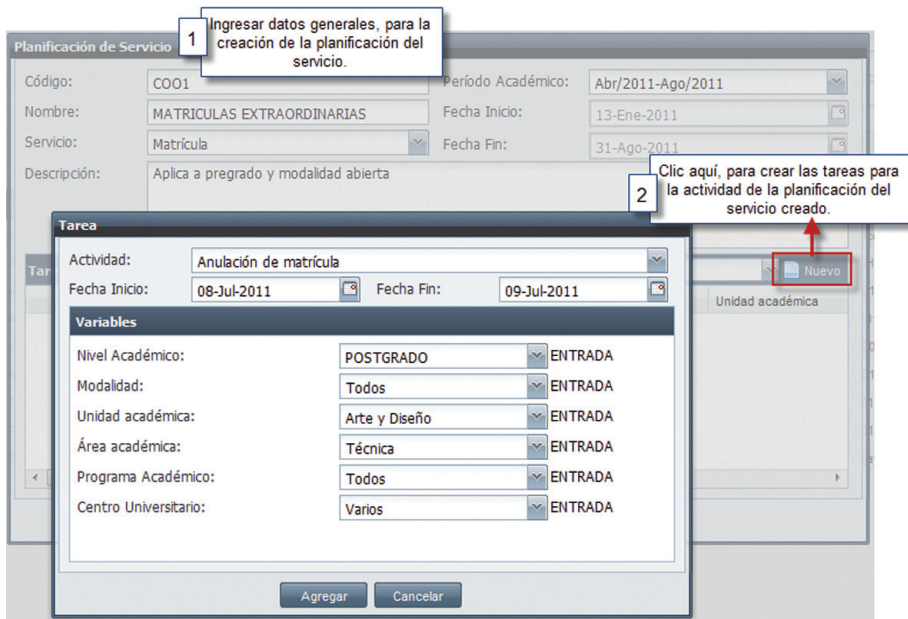 1
Ingresar datos generales, para la
creación de la planificación del
servicio.
Planificación de Servicio
Código: COO1 Período Académico: Abr/2011-Ago/2011
Nombre: MATRICULAS EXTRAORDINARIAS Fecha Inicio: 13-Ene-2011
Servicio: Matrícula Fecha Fin: 31-Ago-2011
Descripción: Aplica a pregrado y modalidad abierta
2
Clic aquí, para crear las tareas para
la actividad de la planificación del
servicio creado.
Nuevo
Unidad académica
Tarea
Actividad: Anulación de matrícula
Fecha Inicio: 08-Jul-2011 Fecha Fin: 09-Jul-2011
Variables
Nivel Académico: POSTGRADO ENTRADA
Modalidad: Todos ENTRADA
Unidad académica: Arte y Diseño ENTRADA
Área académica: Técnica ENTRADA
Programa Académico: Todos ENTRADA
Centro Universitario: Varios ENTRADA
Agregar Cancelar